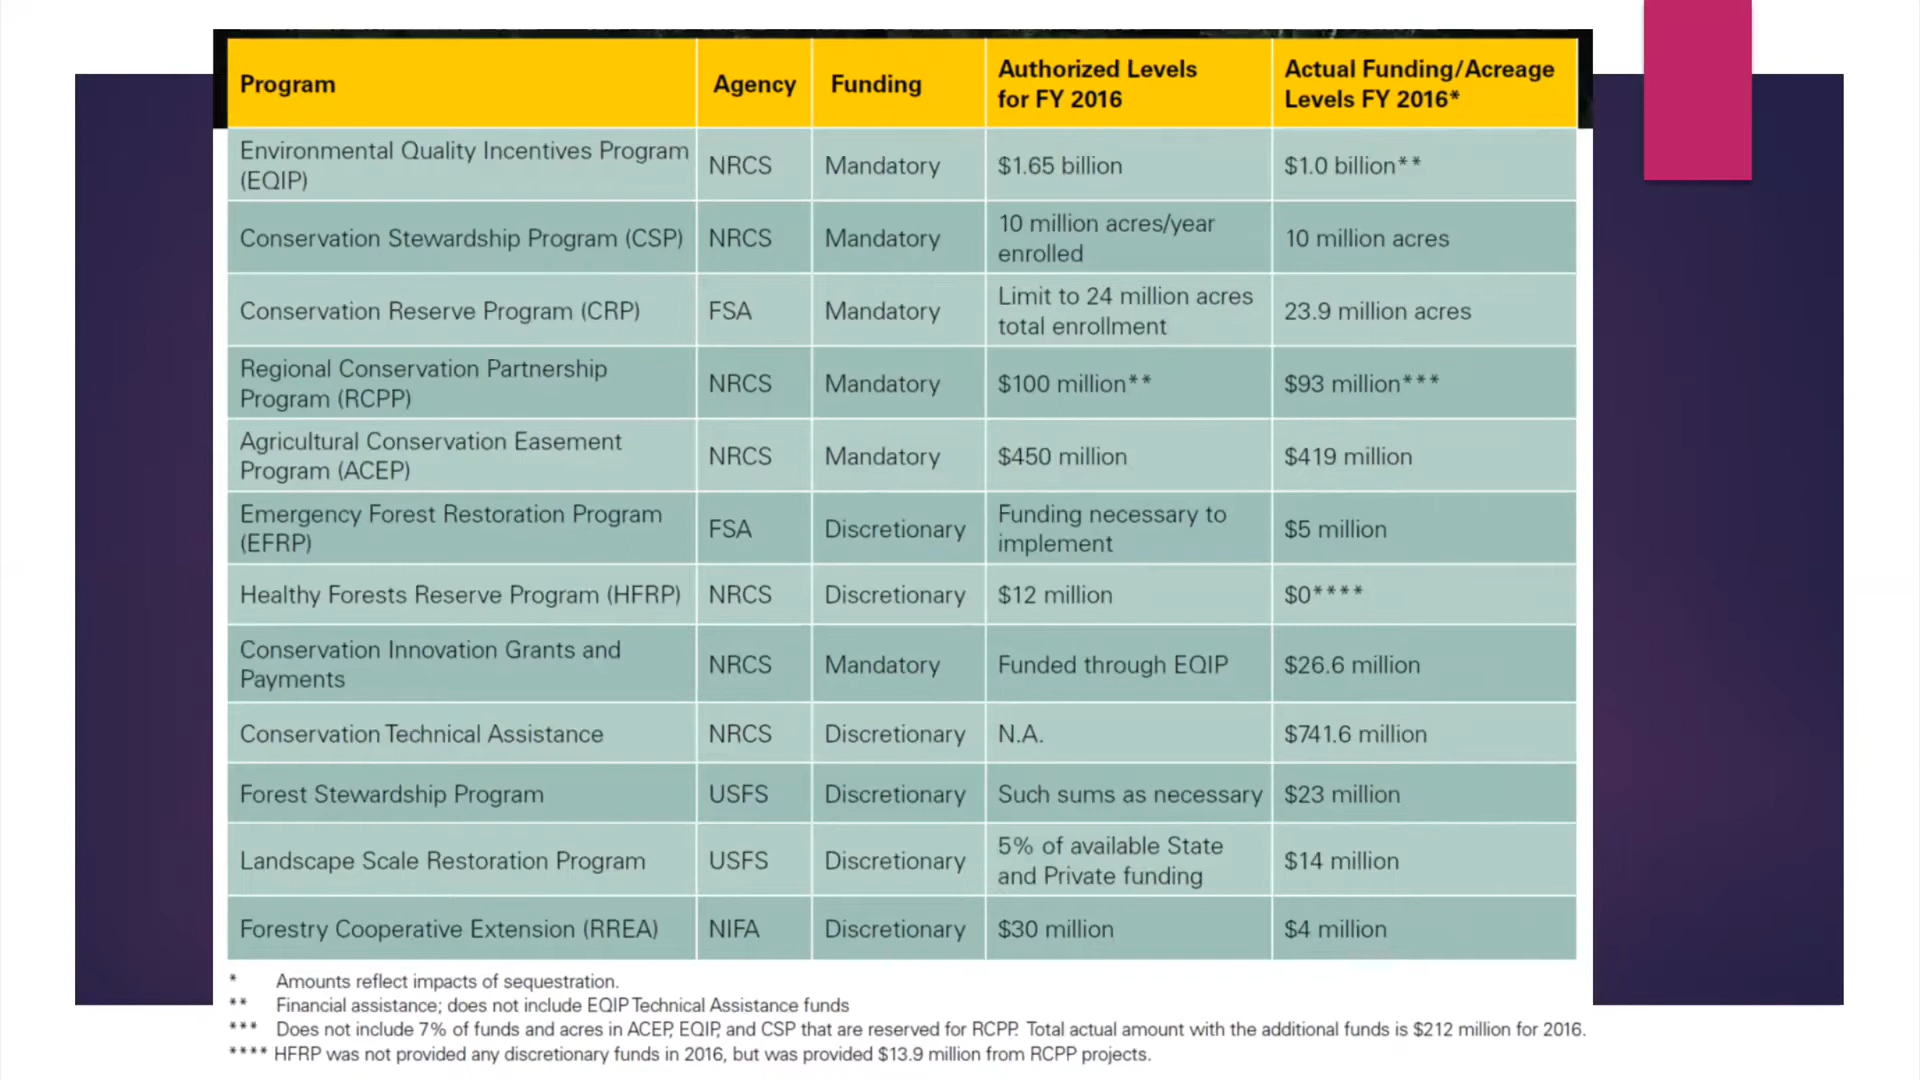 Program Agency Funding Authorized Levels for FY 2016 Actual Funding/Acreage Levels FY 2016*
Environmental Quality Incentives Program (EQIP) NRCS Mandatory $1.65 billion $1.0 billion**
Conservation Stewardship Program (CSP) NRCS Mandatory 10 million acres/year enrolled 10 million acres
Conservation Reserve Program (CRP) FSA Mandatory Limit to 24 million acres total enrollment 23.9 million acres
Regional Conservation Partnership Program (RCPP) NRCS Mandatory $100 million** $93 million***
Agricultural Conservation Easement Program (ACEP) NRCS Mandatory $450 million $419 million
Emergency Forest Restoration Program (EFRP) FSA Discretionary Funding necessary to implement $5 million
Healthy Forests Reserve Program (HFRP) NRCS Discretionary $12 million $0****
Conservation Innovation Grants and Payments NRCS Mandatory Funded through EQIP $26.6 million
Conservation Technical Assistance NRCS Discretionary N.A. $741.6 million
Forest Stewardship Program USFS Discretionary Such sums as necessary $23 million
Landscape Scale Restoration Program USFS Discretionary 5% of available State and Private funding $14 million
Forestry Cooperative Extension (RREA) NIFA Discretionary $30 million $4 million
* Amounts reflect impacts of sequestration.
** Financial assistance; does not include EQIP Technical Assistance funds
*** Does not include 7% of funds and acres in ACEP, EQIP, and CSP that are reserved for RCPP. Total actual amount with the additional funds is $212 million for 2016.
**** HFRP was not provided any discretionary funds in 2016, but was provided $13.9 million from RCPP projects.